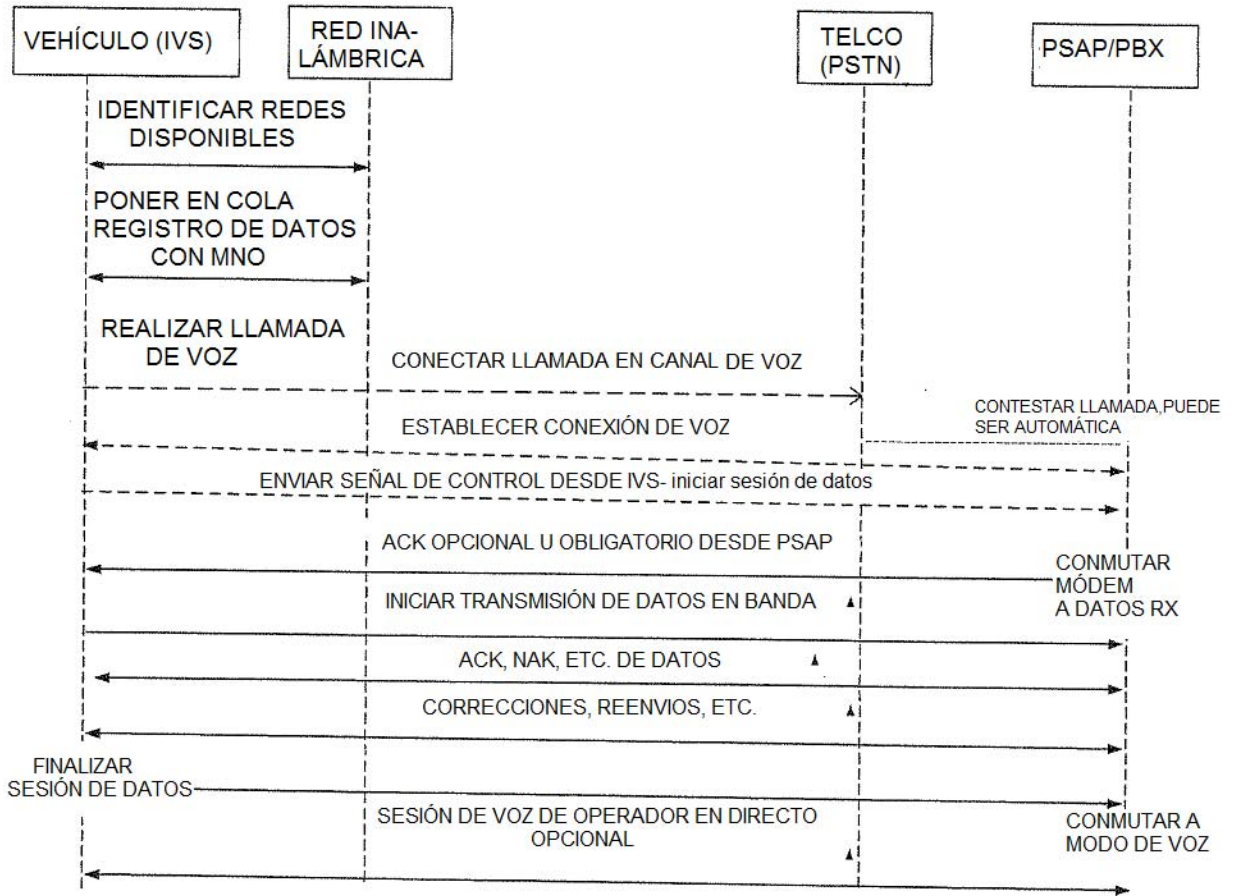 VEHÍCULO (IVS)
RED INA-
LÁMBRICA
TELCO
(PSTN)
PSAP/PBX
IDENTIFICAR REDES
DISPONIBLES
PONER EN COLA
REGISTRO DE DATOS
CON MNO
REALIZAR LLAMADA
DE VOZ
CONECTAR LLAMADA EN CANAL DE VOZ
CONTESTAR LLAMADA,PUEDE
SER AUTOMÁTICA
ESTABLECER CONEXIÓN DE VOZ
ENVIAR SEÑAL DE CONTROL DESDE IVS- iniciar sesión de datos
ACK OPCIONAL U OBLIGATORIO DESDE PSAP
CONMUTAR
MÓDEM
A DATOS RX
INICIAR TRANSMISIÓN DE DATOS EN BANDA
ACK, NAK, ETC. DE DATOS
CORRECCIONES, REENVIOS, ETC.
FINALIZAR
SESIÓN DE DATOS
SESIÓN DE VOZ DE OPERADOR EN DIRECTO
OPCIONAL
CONMUTAR A
MODO DE VOZ